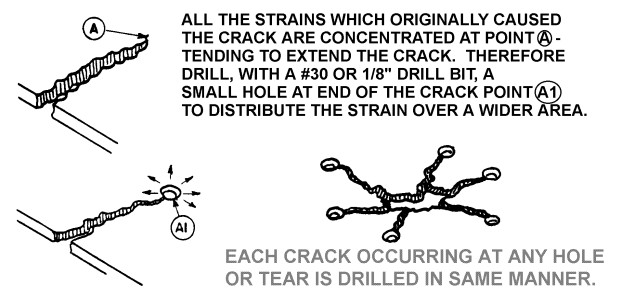 ALL THE STRAINS WHICH ORIGINALLY CAUSED
A
THE CRACK ARE CONCENTRATED AT POINT A -
TENDING TO EXTEND THE CRACK. THEREFORE
DRILL, WITH A #30 OR 1/8" DRILL BIT, A
SMALL HOLE AT END OF THE CRACK POINT A1
TO DISTRIBUTE THE STRAIN OVER A WIDER AREA.
A1
EACH CRACK OCCURRING AT ANY HOLE
OR TEAR IS DRILLED IN SAME MANNER.